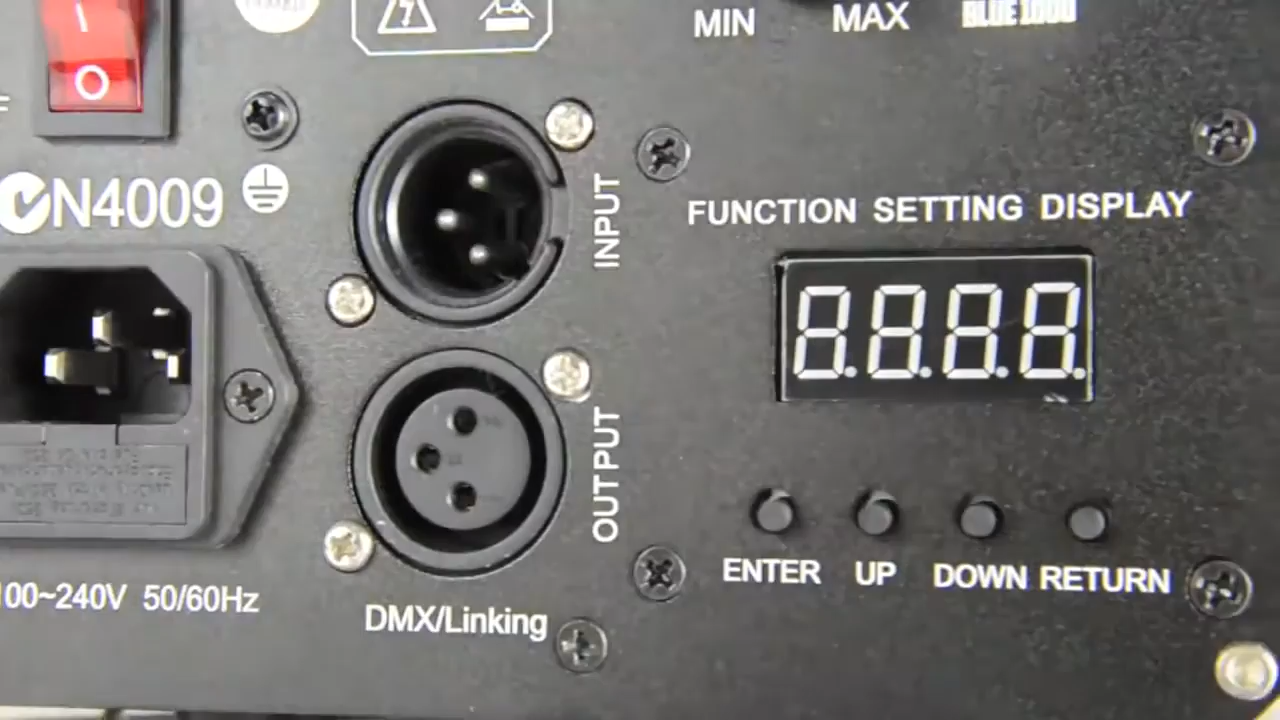 I
O
MIN
MAX
BLUE1000
N4009
INPUT
FUNCTION SETTING DISPLAY
8.8.8.8.
OUTPUT
ENTER
UP
DOWN
RETURN
100~240V 50/60Hz
DMX/Linking